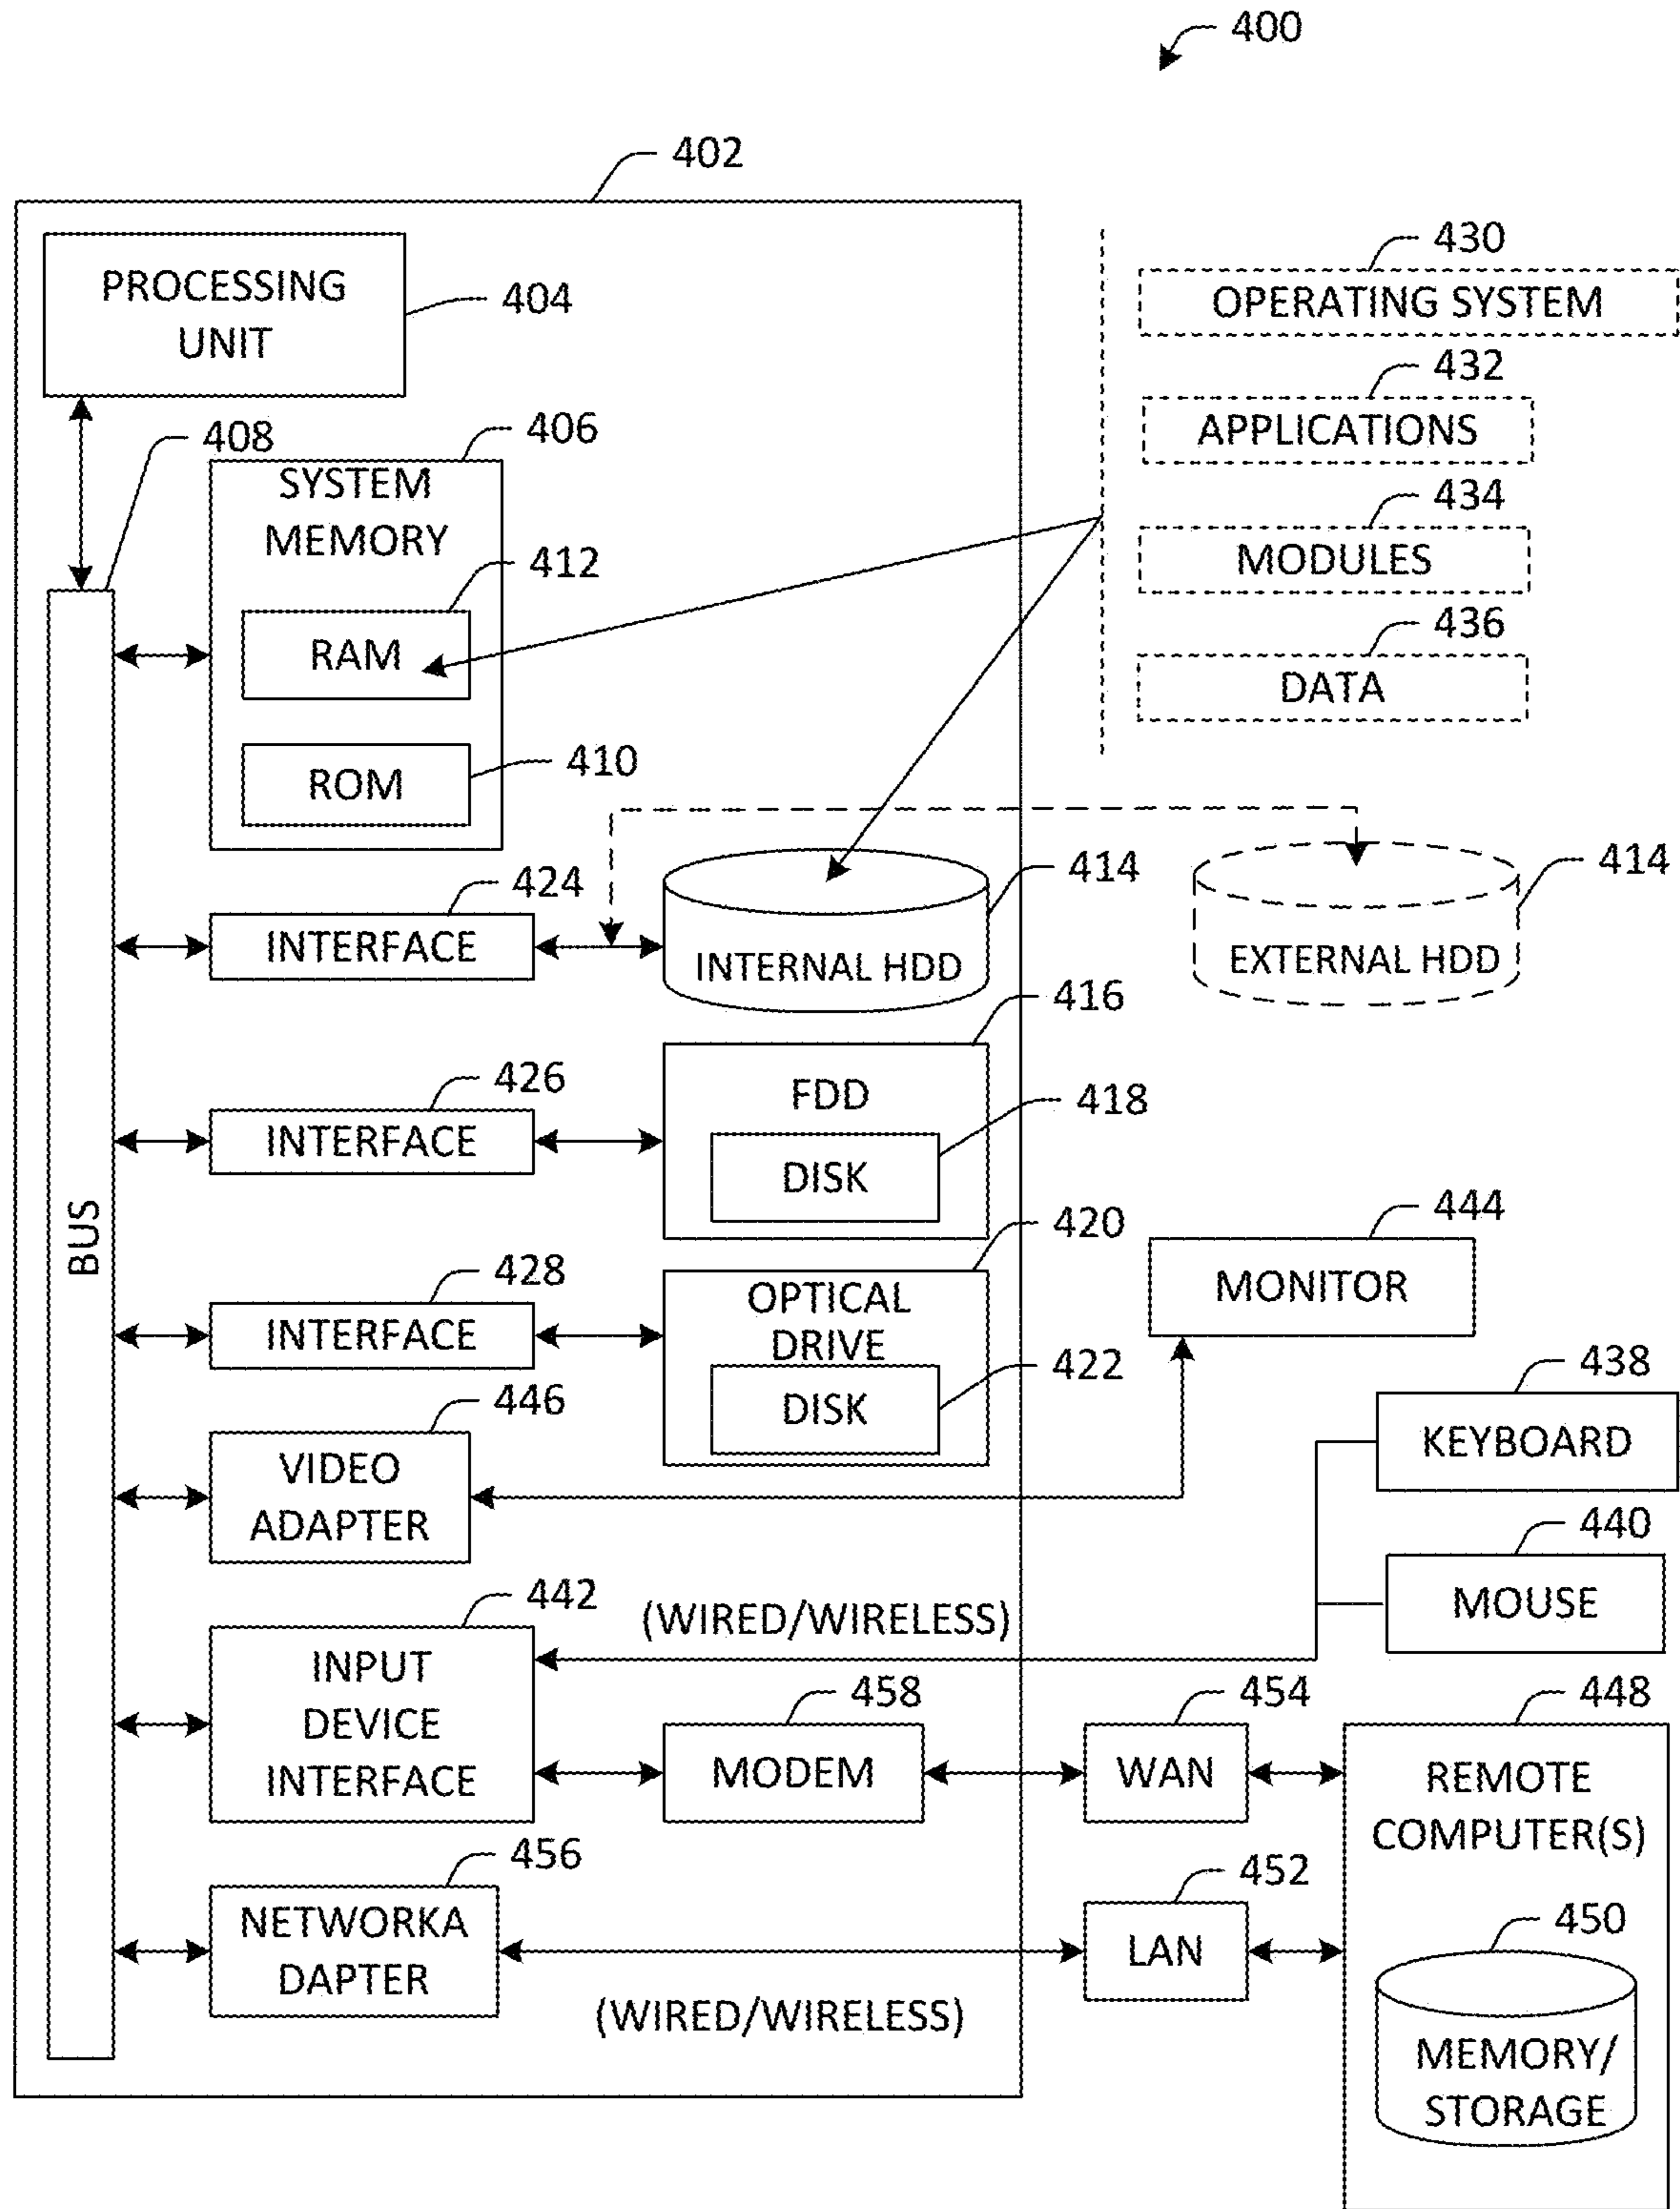 400
402
PROCESSING
UNIT
404
430
OPERATING SYSTEM
432
APPLICATIONS
434
MODULES
436
DATA
408
406
SYSTEM
MEMORY
412
RAM
410
ROM
BUS
424
INTERFACE
414
INTERNAL HDD
414
EXTERNAL HDD
426
INTERFACE
416
FDD
418
DISK
428
INTERFACE
420
OPTICAL
DRIVE
422
DISK
444
MONITOR
446
VIDEO
ADAPTER
438
KEYBOARD
440
MOUSE
442
INPUT
DEVICE
INTERFACE
(WIRED/WIRELESS)
458
MODEM
454
WAN
448
REMOTE
COMPUTER(S)
456
NETWORKA
DAPTER
(WIRED/WIRELESS)
452
LAN
450
MEMORY/
STORAGE